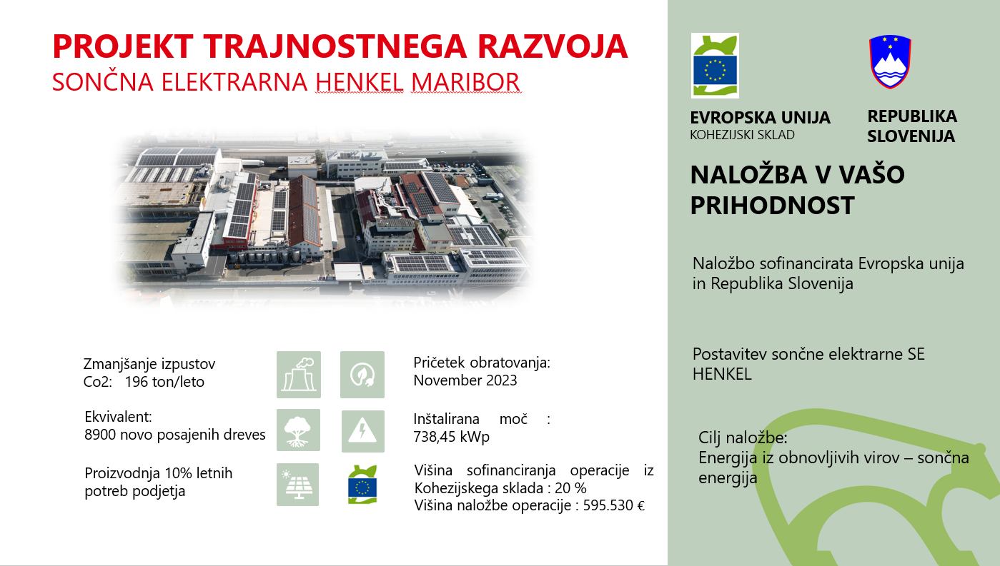 PROJEKT TRAJNOSTNEGA RAZVOJA
SONČNA ELEKTRARNA HENKEL MARIBOR
Zmanjšanje izpustov
Co2: 196 ton/leto
Ekvivalent:
8900 novo posajenih dreves
Proizvodnja 10% letnih
potreb podjetja
Pričetek obratovanja:
November 2023
Inštalirana moč :
738,45 kWp
Višina sofinanciranja operacije iz
Kohezijskega sklada : 20 %
Višina naložbe operacije : 595.530 €
EVROPSKA UNIJA
KOHEZIJSKI SKLAD
REPUBLIKA
SLOVENIJA
NALOŽBA V VAŠO
PRIHODNOST
Naložbo sofinancirata Evropska unija
in Republika Slovenija
Postavitev sončne elektrarne SE
HENKEL
Cilj naložbe:
Energija iz obnovljivih virov – sončna
energija